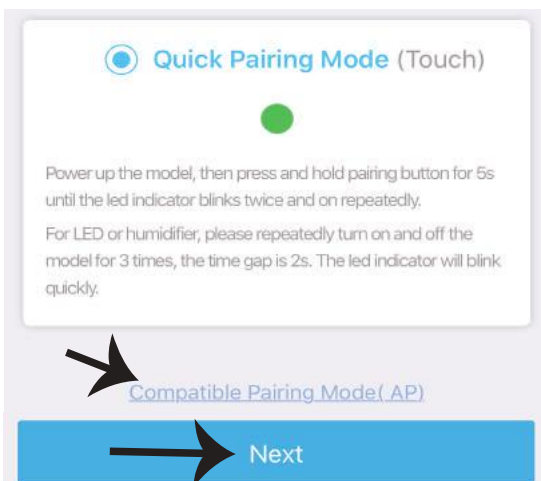 Quick Pairing Mode (Touch)
Power up the model, then press and hold pairing button for 5s
until the led indicator blinks twice and on repeatedly.
For LED or humidifier, please repeatedly turn on and off the
model for 3 times, the time gap is 2s. The led indicator will blink
quickly.
Compatible Pairing Mode( AP)
Next